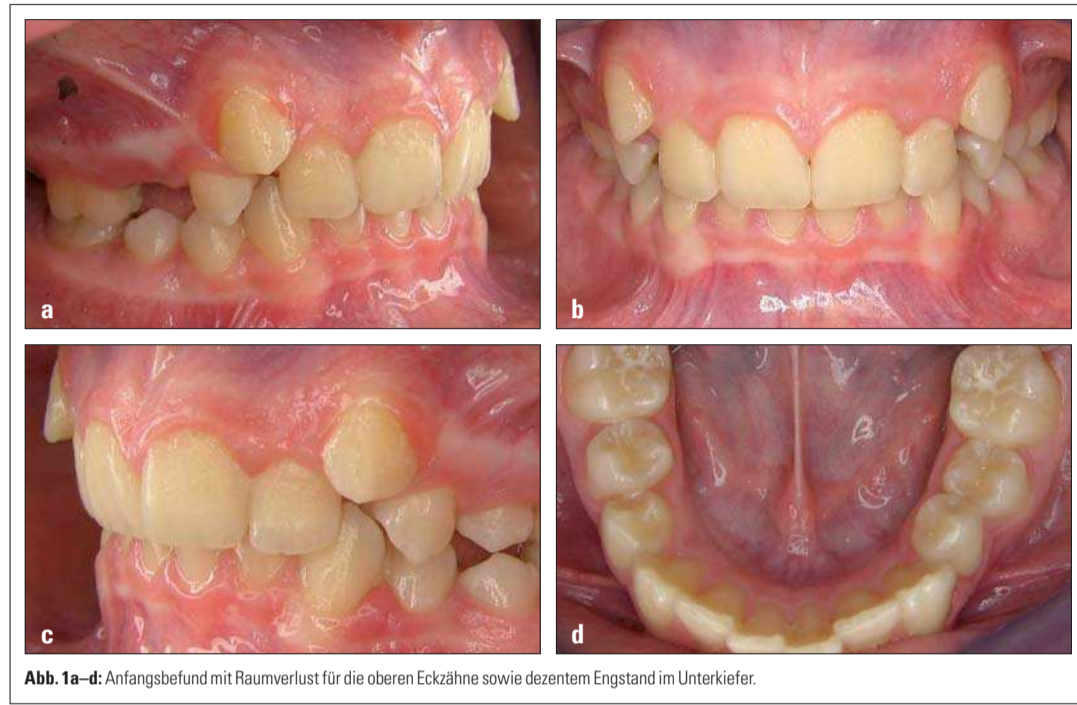 a
b
c
d
Abb. 1a–d: Anfangsbefund mit Raumverlust für die oberen Eckzähne sowie dezentem Engstand im Unterkiefer.